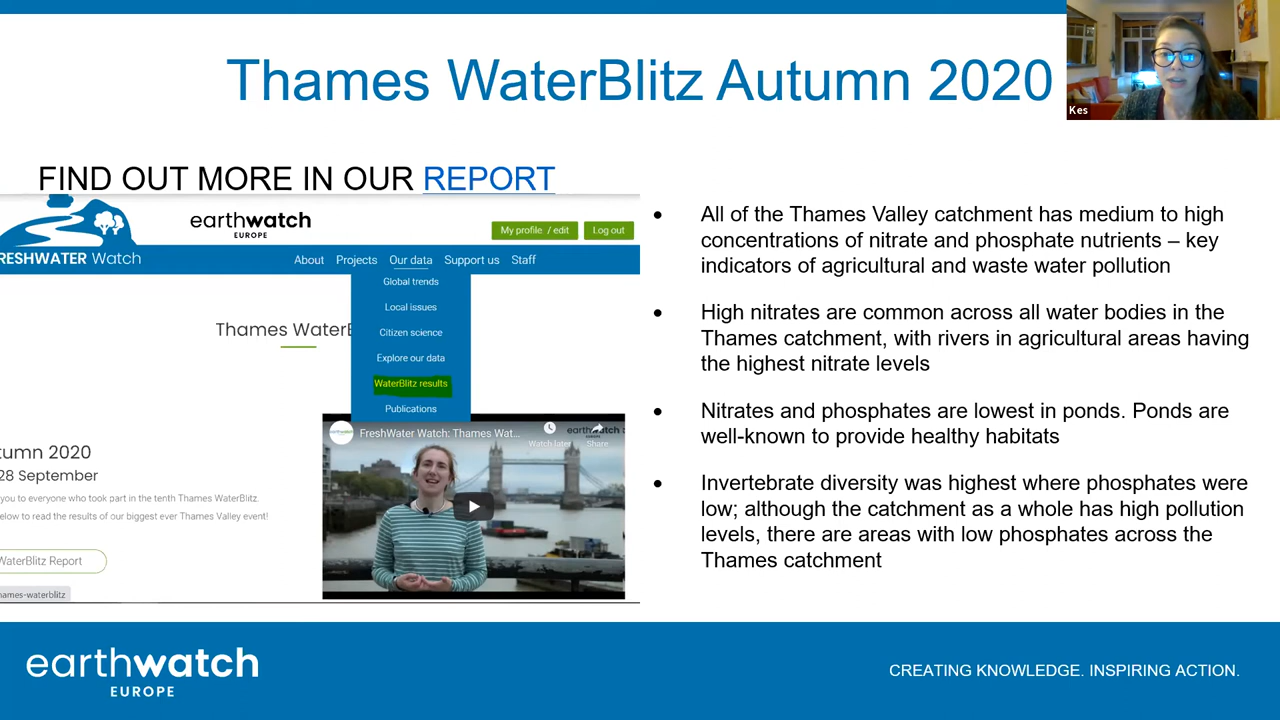 Thames WaterBlitz Autumn 2020
Kes
FIND OUT MORE IN OUR REPORT
earthwatch
EUROPE
My profile / edit
Log out
RESHWATER Watch
About
Projects
Our data
Support us
Staff
Global trends
Local issues
Citizen science
Explore our data
WaterBlitz results
Publications
Thames WaterB
FreshWater Watch: Thames Wat...
Watch later
earthwatch
Share
tumn 2020
28 September
you to everyone who took part in the tenth Thames WaterBlitz.
elow to read the results of our biggest ever Thames Valley event!
WaterBlitz Report
hames-waterblitz
• All of the Thames Valley catchment has medium to high
concentrations of nitrate and phosphate nutrients – key
indicators of agricultural and waste water pollution
• High nitrates are common across all water bodies in the
Thames catchment, with rivers in agricultural areas having
the highest nitrate levels
• Nitrates and phosphates are lowest in ponds. Ponds are
well-known to provide healthy habitats
• Invertebrate diversity was highest where phosphates were
low; although the catchment as a whole has high pollution
levels, there are areas with low phosphates across the
Thames catchment
earthwatch
EUROPE
CREATING KNOWLEDGE. INSPIRING ACTION.